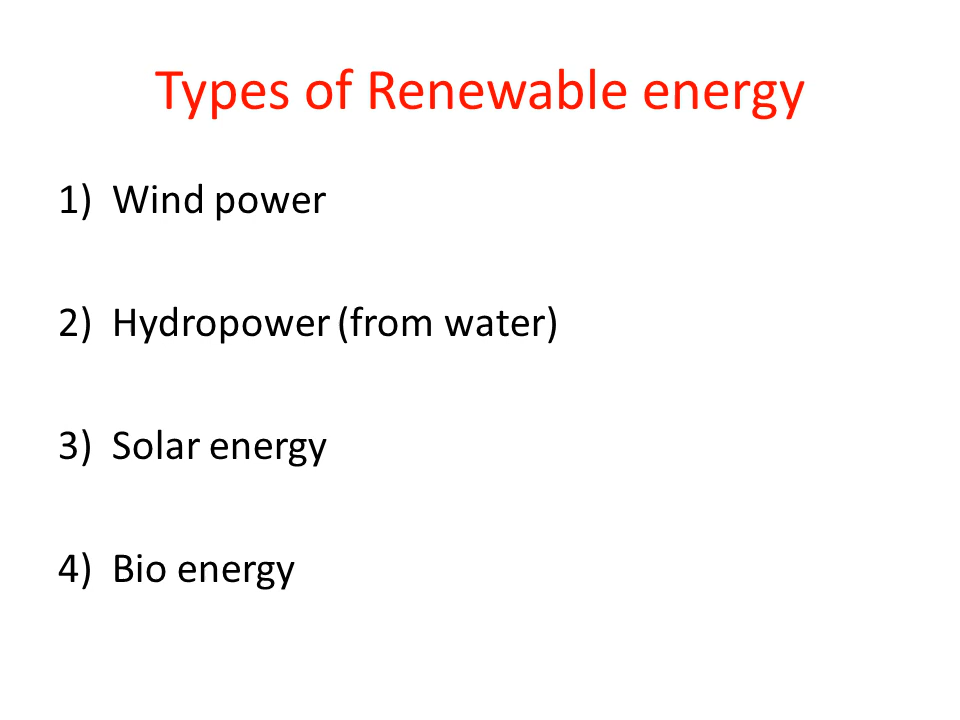 Types of Renewable energy
1) Wind power
2) Hydropower (from water)
3) Solar energy
4) Bio energy